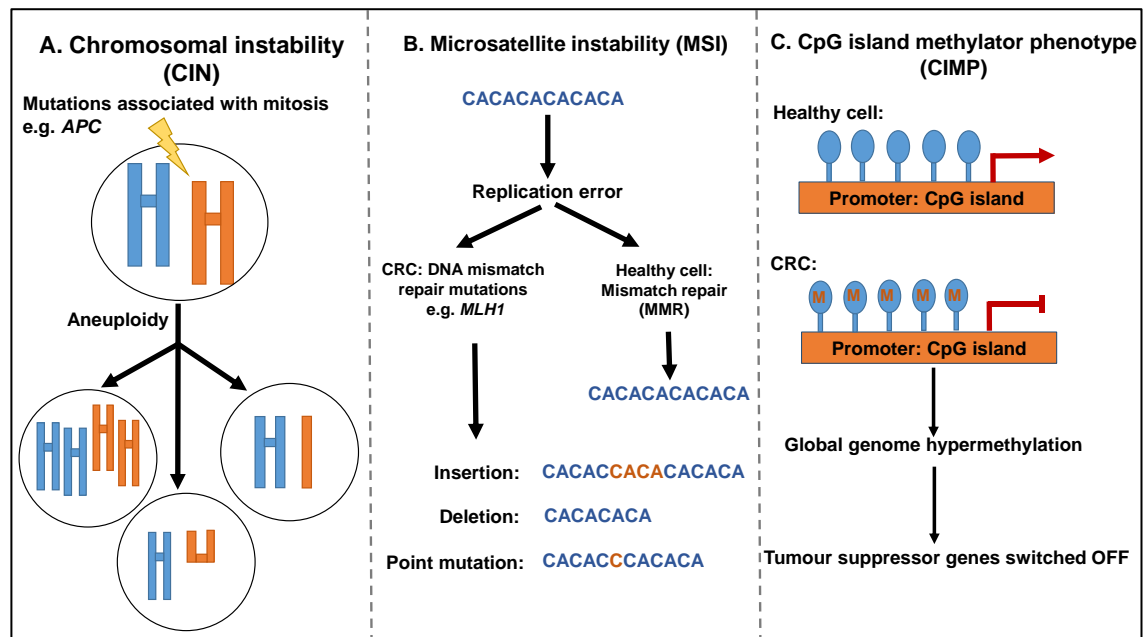 A. Chromosomal instability
(CIN)
Mutations associated with mitosis
e.g. APC
Aneuploidy
B. Microsatellite instability (MSI)
CACACACACACA
Replication error
CRC: DNA mismatch
repair mutations
e.g. MLH1
Healthy cell:
Mismatch repair
(MMR)
CACACACACACA
Insertion: CACACCACACACACA
Deletion: CACACACA
Point mutation: CACACCCACACA
C. CpG island methylator phenotype
(CIMP)
Healthy cell:
Promoter: CpG island
CRC:
M M M M M
Promoter: CpG island
Global genome hypermethylation
Tumour suppressor genes switched OFF